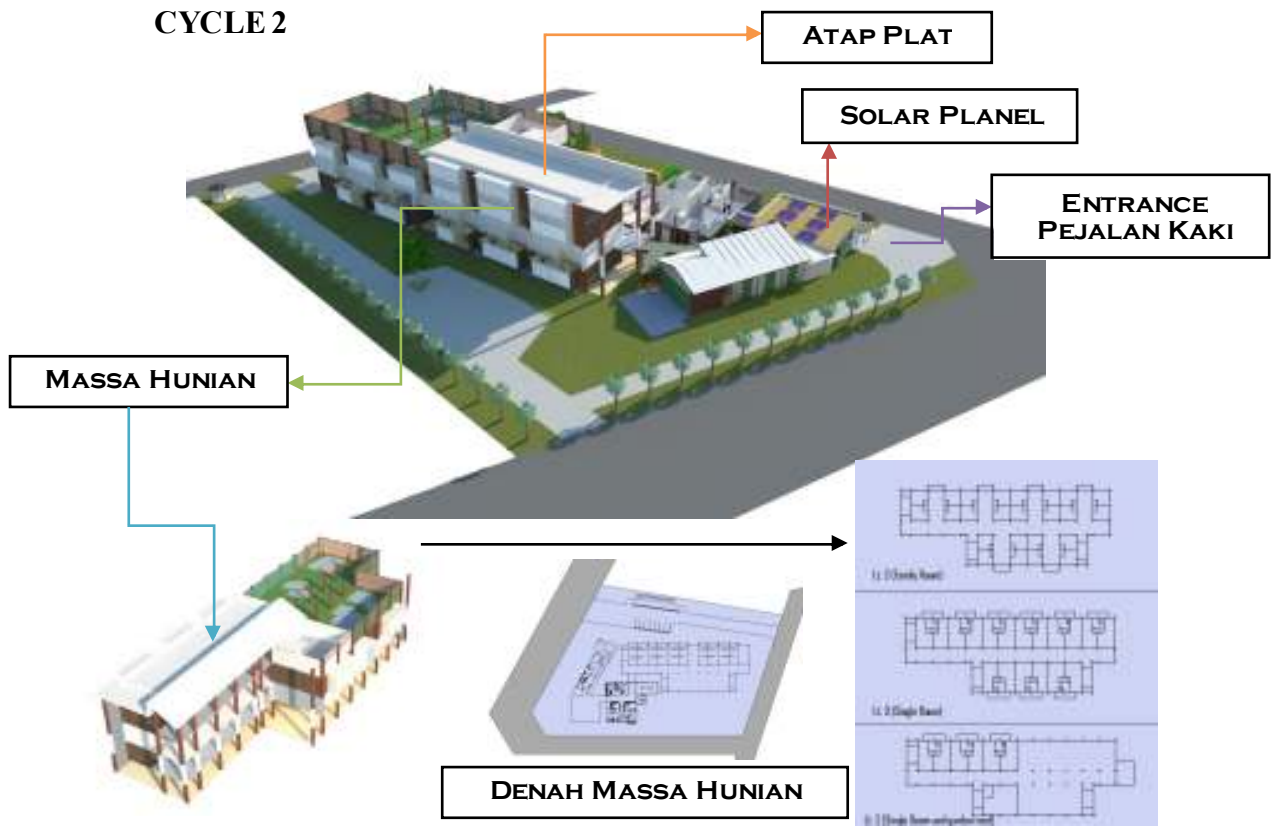 CYCLE 2
ATAP PLAT
SOLAR PLANEL
ENTRANCE
PEJALAN KAKI
MASSA HUNIAN
DENAH MASSA HUNIAN